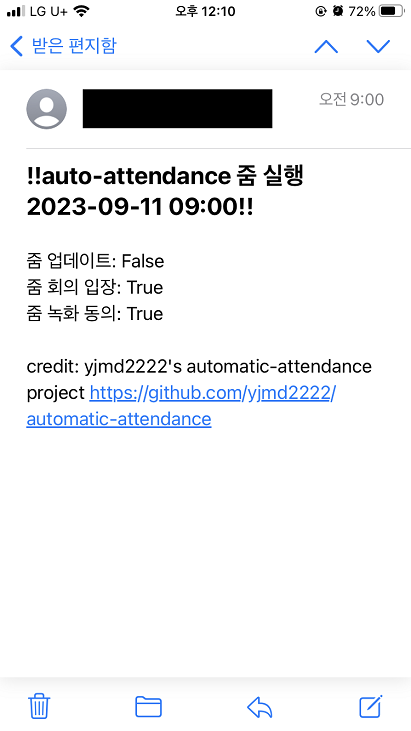 LG U+ 오후 12:10 72%
받은 편지함
오전 9:00
!!auto-attendance 줌 실행
2023-09-11 09:00!!
줌 업데이트: False
줌 회의 입장: True
줌 녹화 동의: True
credit: yjmd2222's automatic-attendance
project https://github.com/yjmd2222/
automatic-attendance